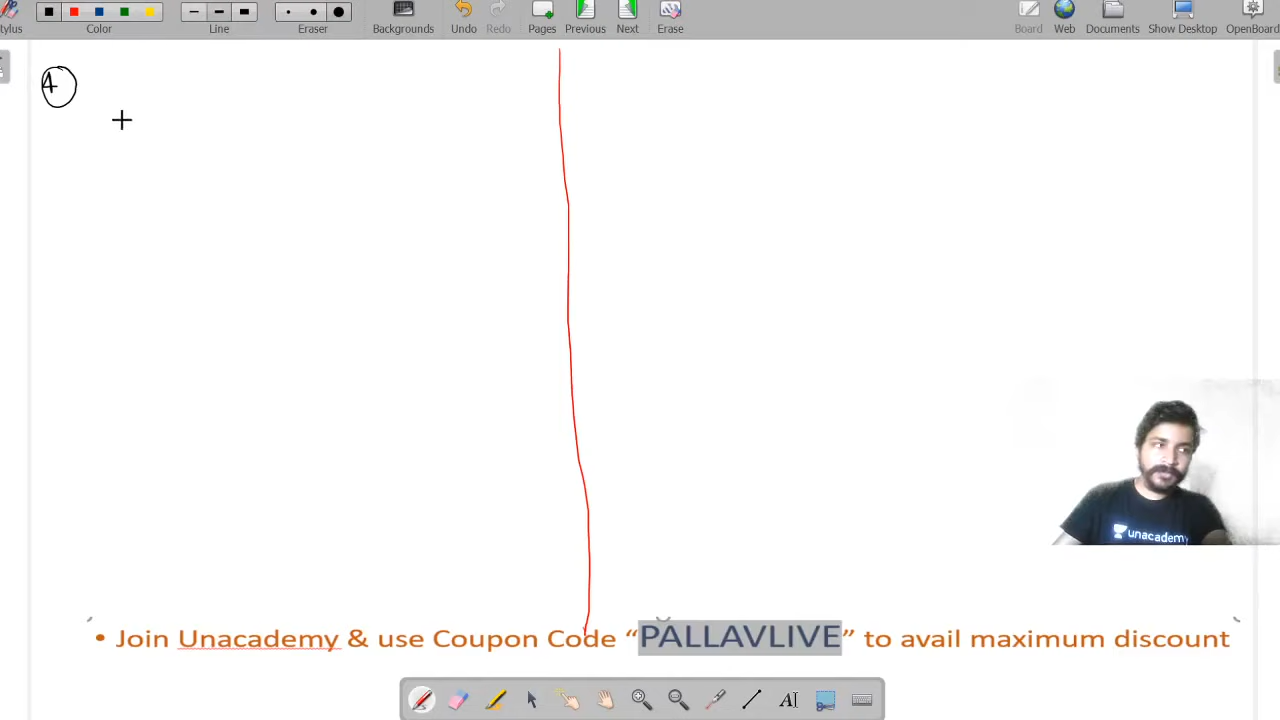 Color Line Eraser Backgrounds Undo Redo Pages Previous Next Erase Board Web Documents Show Desktop OpenBoard
4
unacademy
• Join Unacademy & use Coupon Code “PALLAVLIVE” to avail maximum discount
AI